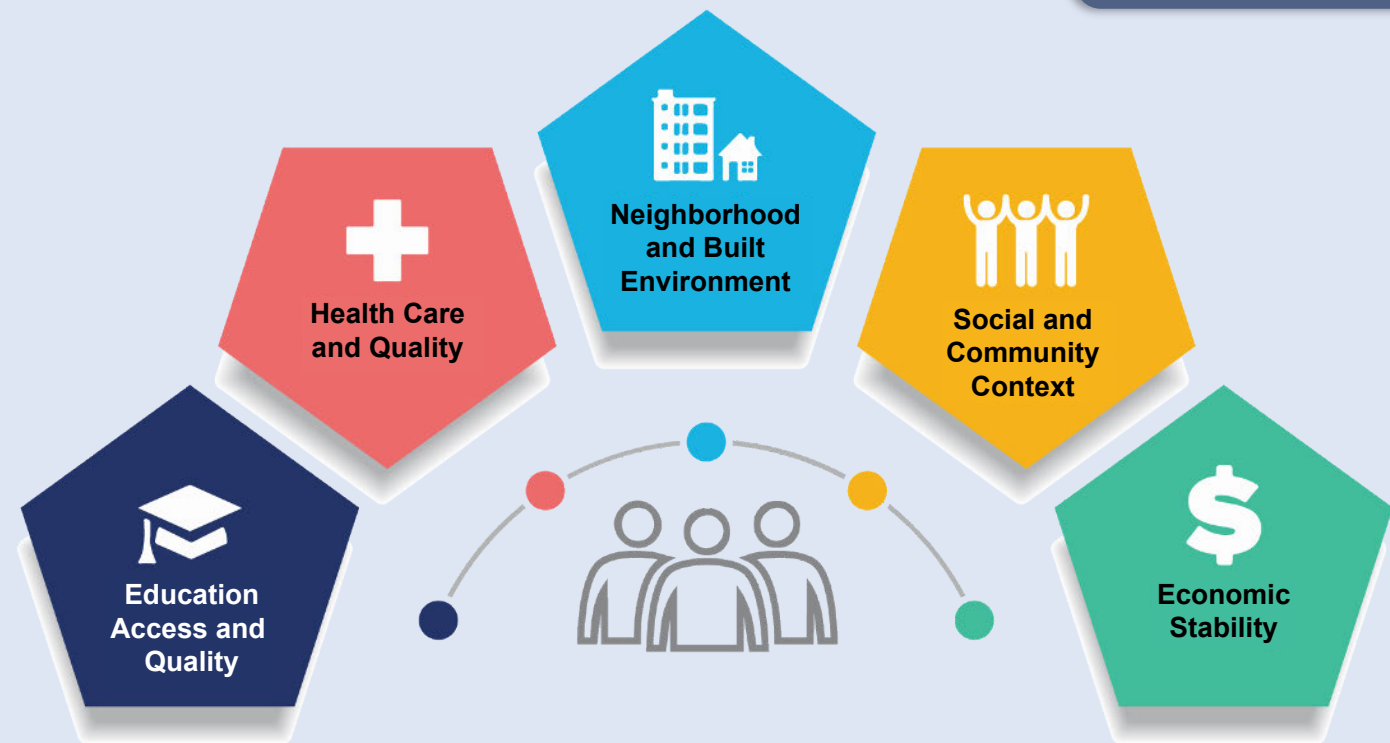 Neighborhood
and Built
Environment
Health Care
and Quality
Social and
Community
Context
Education
Access and
Quality
Economic
Stability